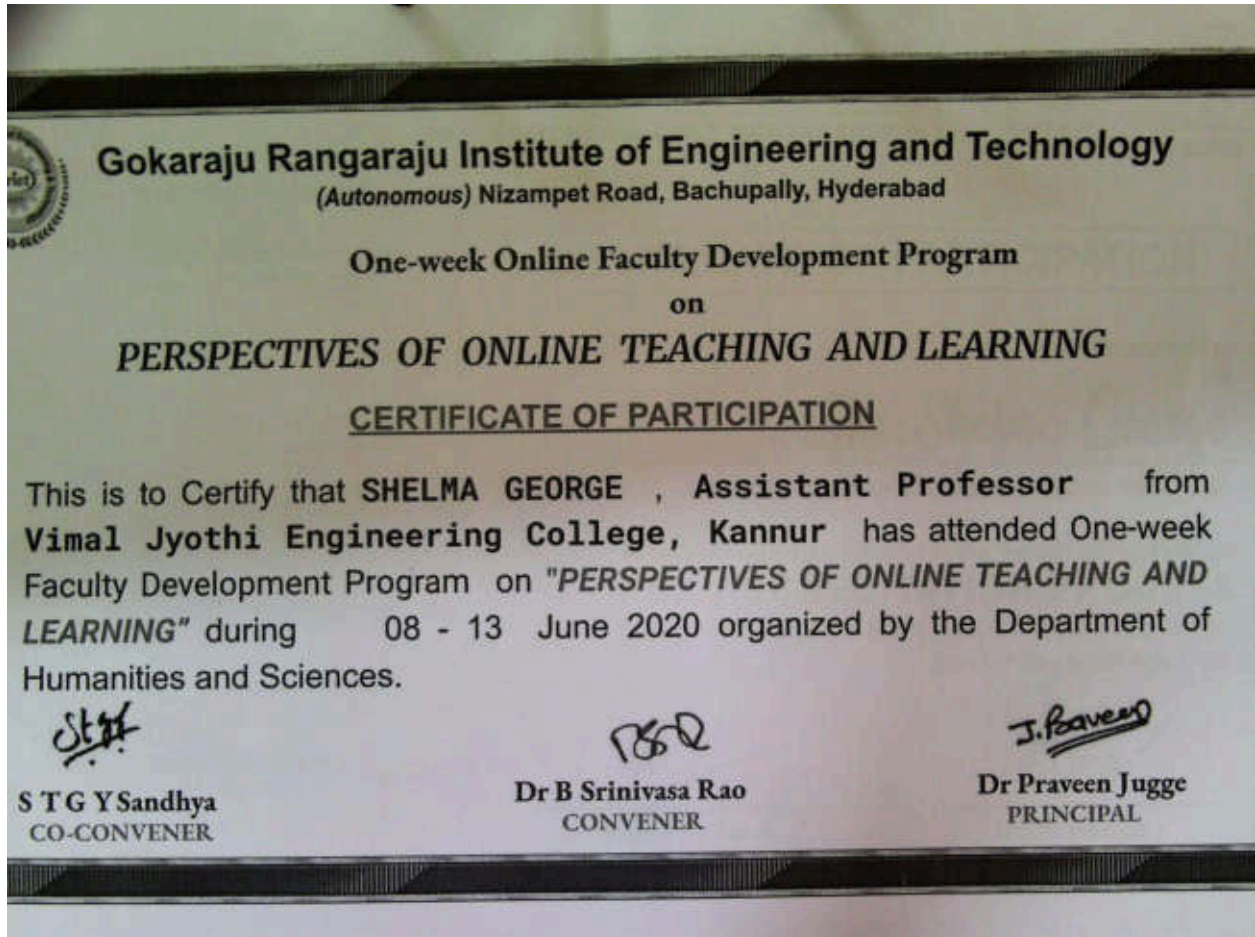 Gokaraju Rangaraju Institute of Engineering and Technology
(Autonomous) Nizampet Road, Bachupally, Hyderabad
One-week Online Faculty Development Program
on
PERSPECTIVES OF ONLINE TEACHING AND LEARNING
CERTIFICATE OF PARTICIPATION
This is to Certify that SHELMA GEORGE , Assistant Professor from
Vimal Jyothi Engineering College, Kannur has attended One-week
Faculty Development Program on "PERSPECTIVES OF ONLINE TEACHING AND
LEARNING" during 08 - 13 June 2020 organized by the Department of
Humanities and Sciences.
J. Praveen
S T G Y Sandhya
CO-CONVENER
Dr B Srinivasa Rao
CONVENER
Dr Praveen Jugge
PRINCIPAL